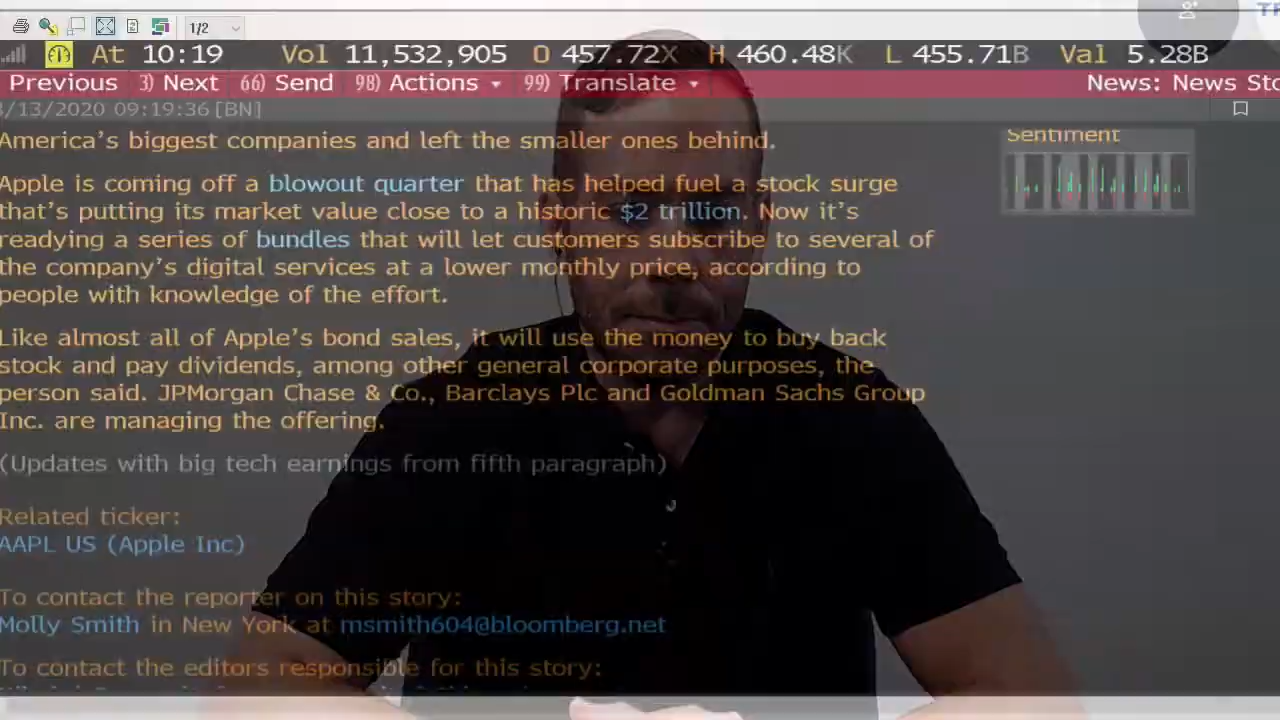 1/2
TR
At 10:19 Vol 11,532,905 O 457.72X H 460.48K L 455.71B Val 5.28B
Previous 3) Next 66) Send 98) Actions 99) Translate News: News Sto
/13/2020 09:19:36 [BN]
America’s biggest companies and left the smaller ones behind.
Sentiment
Apple is coming off a blowout quarter that has helped fuel a stock surge
that’s putting its market value close to a historic $2 trillion. Now it’s
readying a series of bundles that will let customers subscribe to several of
the company’s digital services at a lower monthly price, according to
people with knowledge of the effort.
Like almost all of Apple’s bond sales, it will use the money to buy back
stock and pay dividends, among other general corporate purposes, the
person said. JPMorgan Chase & Co., Barclays Plc and Goldman Sachs Group
Inc. are managing the offering.
(Updates with big tech earnings from fifth paragraph)
Related ticker:
AAPL US (Apple Inc)
To contact the reporter on this story:
Molly Smith in New York at msmith604@bloomberg.net
To contact the editors responsible for this story: